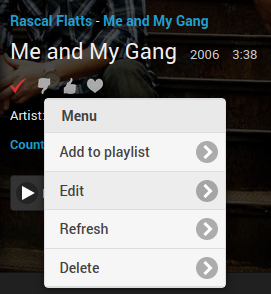 Rascal Flatts - Me and My Gang
Me and My Gang 2006 3:38
Artist:
Menu
Add to playlist
Edit
Refresh
Delete